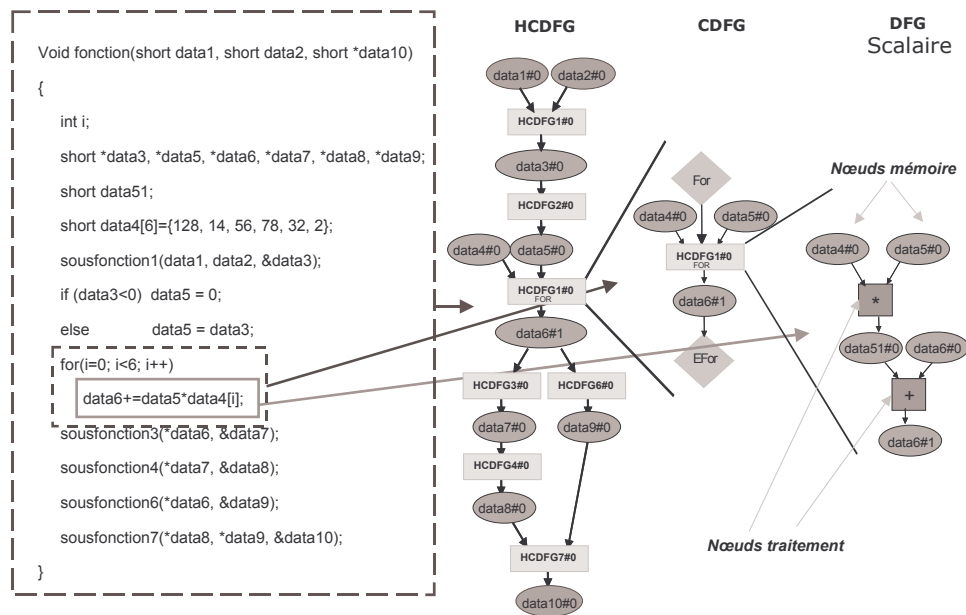 Void fonction(short data1, short data2, short *data10)
{
int i;
short *data3, *data5, *data6, *data7, *data8, *data9;
short data51;
short data4[6]={128, 14, 56, 78, 32, 2};
sousfonction1(data1, data2, &data3);
if (data3<0) data5 = 0;
else data5 = data3;
for(i=0; i<6; i++)
data6+=data5*data4[i];
sousfonction3(*data6, &data7);
sousfonction4(*data7, &data8);
sousfonction6(*data6, &data9);
sousfonction7(*data8, *data9, &data10);
}
HCDFG
data1#0 data2#0
HCDFG1#0
data3#0
HCDFG2#0
data4#0 data5#0
HCDFG1#0
FOR
data6#1
HCDFG3#0 HCDFG6#0
data7#0 data9#0
HCDFG4#0
data8#0
HCDFG7#0
data10#0
CDFG
For
data4#0 data5#0
HCDFG1#0
FOR
data6#1
EFor
DFG
Scalaire
Nœuds mémoire
data4#0 data5#0
*
data51#0 data6#0
+
data6#1
Nœuds traitement